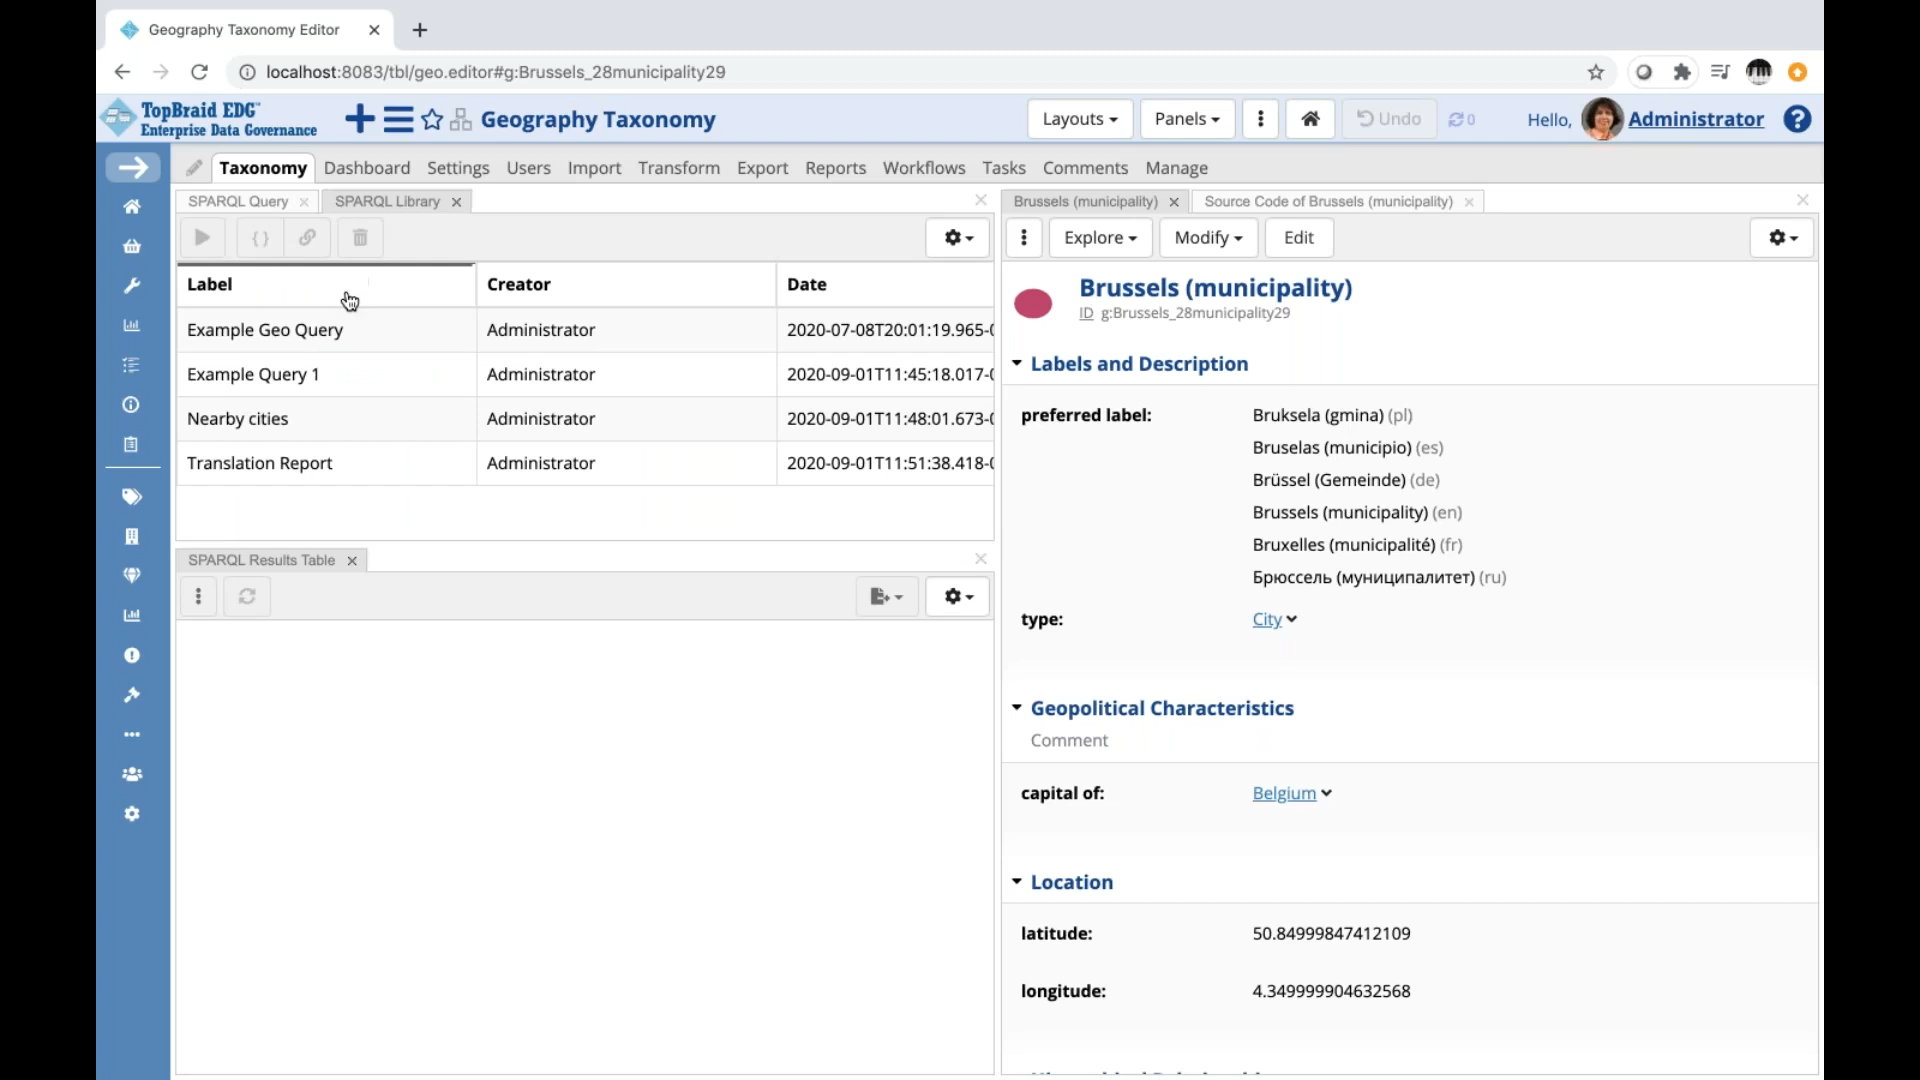 Geography Taxonomy Editor
localhost:8083/tbl/geo.editor#g:Brussels_28municipality29
TopBraid EDG™
Enterprise Data Governance
Geography Taxonomy
Layouts
Panels
Undo
0
Hello,
Administrator
Taxonomy
Dashboard
Settings
Users
Import
Transform
Export
Reports
Workflows
Tasks
Comments
Manage
SPARQL Query
SPARQL Library
{}
Label Creator Date
Example Geo Query Administrator 2020-07-08T20:01:19.965-
Example Query 1 Administrator 2020-09-01T11:45:18.017-
Nearby cities Administrator 2020-09-01T11:48:01.673-
Translation Report Administrator 2020-09-01T11:51:38.418-
SPARQL Results Table
Brussels (municipality)
Source Code of Brussels (municipality)
Explore
Modify
Edit
Brussels (municipality)
ID g:Brussels_28municipality29
Labels and Description
preferred label:
Bruksela (gmina) (pl)
Bruselas (municipio) (es)
Brüssel (Gemeinde) (de)
Brussels (municipality) (en)
Bruxelles (municipalité) (fr)
Брюссель (муниципалитет) (ru)
type: City
Geopolitical Characteristics
Comment
capital of: Belgium
Location
latitude: 50.84999847412109
longitude: 4.349999904632568